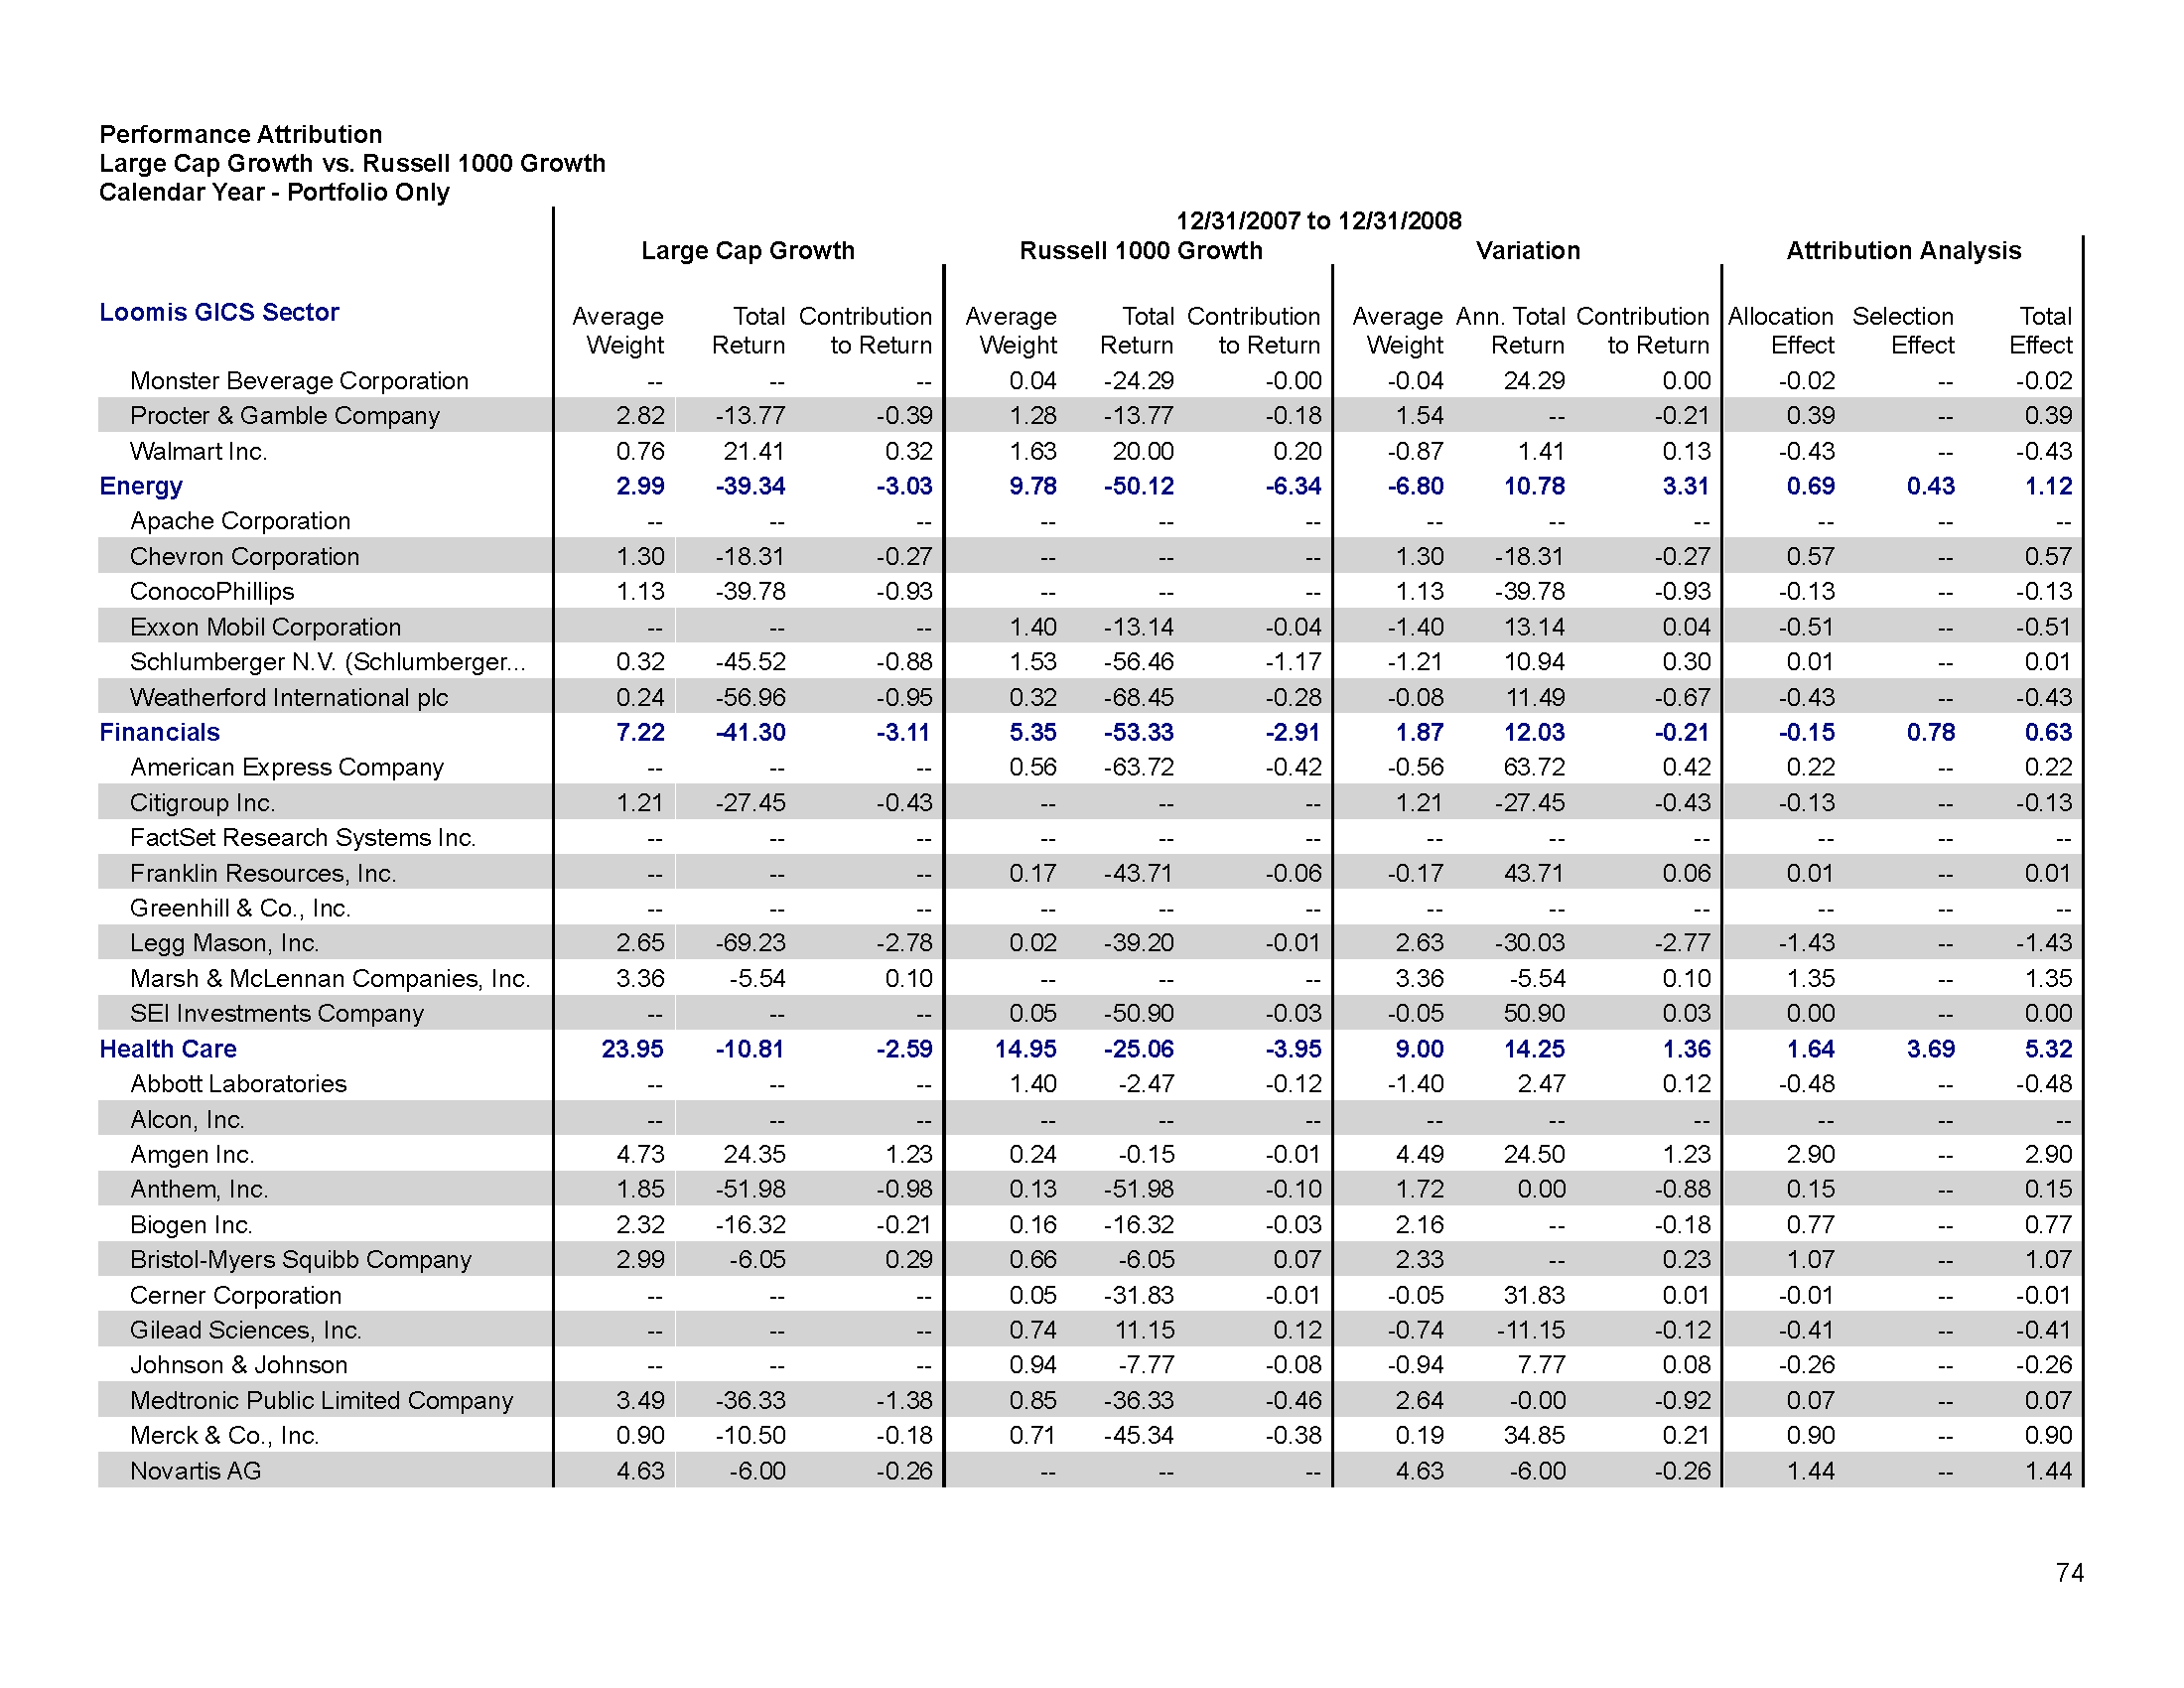 Performance Attribution
Large Cap Growth vs. Russell 1000 Growth
Calendar Year - Portfolio Only
12/31/2007 to 12/31/2008
Large Cap Growth Russell 1000 Growth Variation Attribution Analysis
Loomis GICS Sector Average Total Contribution Average Total Contribution Average Ann. Total Contribution Allocation Selection Total
Weight Return to Return Weight Return to Return Weight Return to Return Effect Effect Effect
Monster Beverage Corporation -- -- -- 0.04 -24.29 -0.00 -0.04 24.29 0.00 -0.02 -- -0.02
Procter & Gamble Company 2.82 -13.77 -0.39 1.28 -13.77 -0.18 1.54 -- -0.21 0.39 -- 0.39
Walmart Inc. 0.76 21.41 0.32 1.63 20.00 0.20 -0.87 1.41 0.13 -0.43 -- -0.43
Energy 2.99 -39.34 -3.03 9.78 -50.12 -6.34 -6.80 10.78 3.31 0.69 0.43 1.12
Apache Corporation -- -- -- -- -- -- -- -- -- -- -- --
Chevron Corporation 1.30 -18.31 -0.27 -- -- -- 1.30 -18.31 -0.27 0.57 -- 0.57
ConocoPhillips 1.13 -39.78 -0.93 -- -- -- 1.13 -39.78 -0.93 -0.13 -- -0.13
Exxon Mobil Corporation -- -- -- 1.40 -13.14 -0.04 -1.40 13.14 0.04 -0.51 -- -0.51
Schlumberger N.V. (Schlumberger... 0.32 -45.52 -0.88 1.53 -56.46 -1.17 -1.21 10.94 0.30 0.01 -- 0.01
Weatherford International plc 0.24 -56.96 -0.95 0.32 -68.45 -0.28 -0.08 11.49 -0.67 -0.43 -- -0.43
Financials 7.22 -41.30 -3.11 5.35 -53.33 -2.91 1.87 12.03 -0.21 -0.15 0.78 0.63
American Express Company -- -- -- 0.56 -63.72 -0.42 -0.56 63.72 0.42 0.22 -- 0.22
Citigroup Inc. 1.21 -27.45 -0.43 -- -- -- 1.21 -27.45 -0.43 -0.13 -- -0.13
FactSet Research Systems Inc. -- -- -- -- -- -- -- -- -- -- -- --
Franklin Resources, Inc. -- -- -- 0.17 -43.71 -0.06 -0.17 43.71 0.06 0.01 -- 0.01
Greenhill & Co., Inc. -- -- -- -- -- -- -- -- -- -- -- --
Legg Mason, Inc. 2.65 -69.23 -2.78 0.02 -39.20 -0.01 2.63 -30.03 -2.77 -1.43 -- -1.43
Marsh & McLennan Companies, Inc. 3.36 -5.54 0.10 -- -- -- 3.36 -5.54 0.10 1.35 -- 1.35
SEI Investments Company -- -- -- 0.05 -50.90 -0.03 -0.05 50.90 0.03 0.00 -- 0.00
Health Care 23.95 -10.81 -2.59 14.95 -25.06 -3.95 9.00 14.25 1.36 1.64 3.69 5.32
Abbott Laboratories -- -- -- 1.40 -2.47 -0.12 -1.40 2.47 0.12 -0.48 -- -0.48
Alcon, Inc. -- -- -- -- -- -- -- -- -- -- -- --
Amgen Inc. 4.73 24.35 1.23 0.24 -0.15 -0.01 4.49 24.50 1.23 2.90 -- 2.90
Anthem, Inc. 1.85 -51.98 -0.98 0.13 -51.98 -0.10 1.72 0.00 -0.88 0.15 -- 0.15
Biogen Inc. 2.32 -16.32 -0.21 0.16 -16.32 -0.03 2.16 -- -0.18 0.77 -- 0.77
Bristol-Myers Squibb Company 2.99 -6.05 0.29 0.66 -6.05 0.07 2.33 -- 0.23 1.07 -- 1.07
Cerner Corporation -- -- -- 0.05 -31.83 -0.01 -0.05 31.83 0.01 -0.01 -- -0.01
Gilead Sciences, Inc. -- -- -- 0.74 11.15 0.12 -0.74 -11.15 -0.12 -0.41 -- -0.41
Johnson & Johnson -- -- -- 0.94 -7.77 -0.08 -0.94 7.77 0.08 -0.26 -- -0.26
Medtronic Public Limited Company 3.49 -36.33 -1.38 0.85 -36.33 -0.46 2.64 -0.00 -0.92 0.07 -- 0.07
Merck & Co., Inc. 0.90 -10.50 -0.18 0.71 -45.34 -0.38 0.19 34.85 0.21 0.90 -- 0.90
Novartis AG 4.63 -6.00 -0.26 -- -- -- 4.63 -6.00 -0.26 1.44 -- 1.44
74